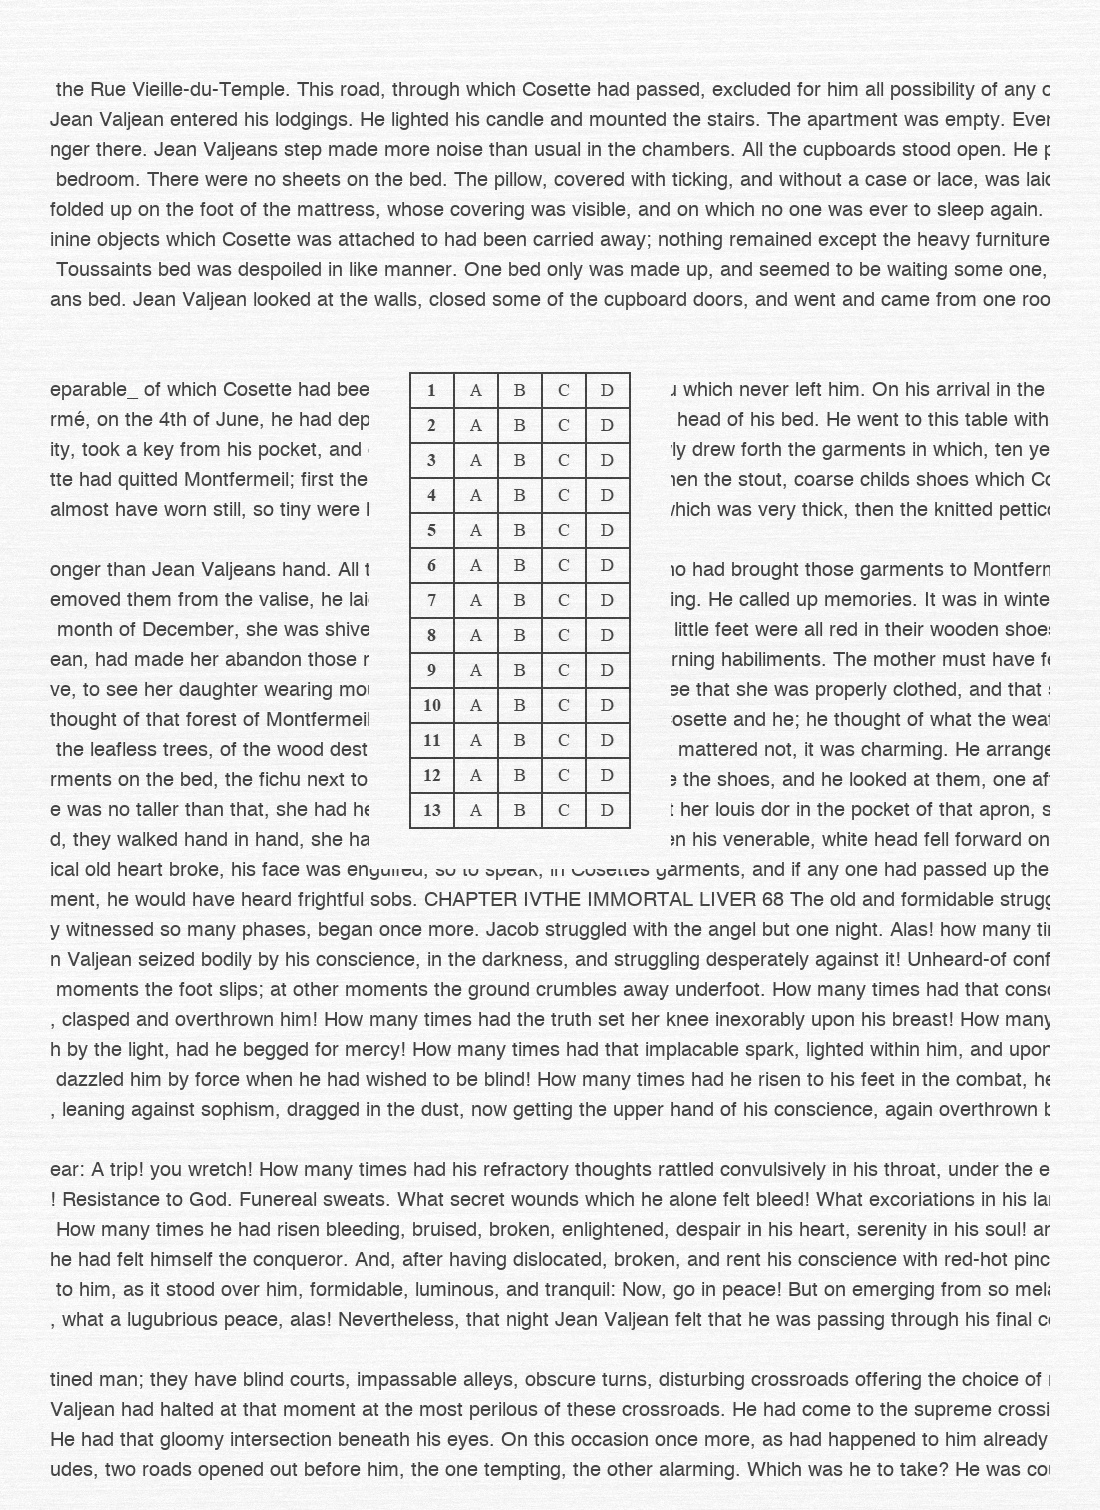 the Rue Vieille-du-Temple. This road, through which Cosette had passed, excluded for him all possibility of any
Jean Valjean entered his lodgings. He lighted his candle and mounted the stairs. The apartment was empty. Ever
nger there. Jean Valjeans step made more noise than usual in the chambers. All the cupboards stood open. He
bedroom. There were no sheets on the bed. The pillow, covered with ticking, and without a case or lace, was
folded up on the foot of the mattress, whose covering was visible, and on which no one was ever to sleep again.
inine objects which Cosette was attached to had been carried away; nothing remained except the heavy furniture
Toussaints bed was despoiled in like manner. One bed only was made up, and seemed to be waiting some one,
ans bed. Jean Valjean looked at the walls, closed some of the cupboard doors, and went and came from one roo
eparable_ of which Cosette had bee which never left him. On his arrival in the
rmé, on the 4th of June, he had dep head of his bed. He went to this table with
ity, took a key from his pocket, and ly drew forth the garments in which, ten ye
tte had quitted Montfermeil; first the hen the stout, coarse childs shoes which Co
almost have worn still, so tiny were which was very thick, then the knitted pettico
onger than Jean Valjeans hand. All ho had brought those garments to Montferm
emoved them from the valise, he lai ing. He called up memories. It was in winte
month of December, she was shive little feet were all red in their wooden shoes
ean, had made her abandon those rning habiliments. The mother must have fe
ve, to see her daughter wearing mou ee that she was properly clothed, and that
thought of that forest of Montfermeil osette and he; he thought of what the weat
the leafless trees, of the wood dest mattered not, it was charming. He arrange
rments on the bed, the fichu next to the shoes, and he looked at them, one aft
e was no taller than that, she had he her louis dor in the pocket of that apron, s
d, they walked hand in hand, she ha en his venerable, white head fell forward on
1 A B C D
2 A B C D
3 A B C D
4 A B C D
5 A B C D
6 A B C D
7 A B C D
8 A B C D
9 A B C D
10 A B C D
11 A B C D
12 A B C D
13 A B C D
ical old heart broke, his face was engulfed, so to speak, in Cosettes garments, and if any one had passed up the
ment, he would have heard frightful sobs. CHAPTER IVTHE IMMORTAL LIVER 68 The old and formidable strugg
y witnessed so many phases, began once more. Jacob struggled with the angel but one night. Alas! how many
n Valjean seized bodily by his conscience, in the darkness, and struggling desperately against it! Unheard-of conf
moments the foot slips; at other moments the ground crumbles away underfoot. How many times had that consc
, clasped and overthrown him! How many times had the truth set her knee inexorably upon his breast! How many
h by the light, had he begged for mercy! How many times had that implacable spark, lighted within him, and upon
dazzled him by force when he had wished to be blind! How many times had he risen to his feet in the combat, he
, leaning against sophism, dragged in the dust, now getting the upper hand of his conscience, again overthrown
ear: A trip! you wretch! How many times had his refractory thoughts rattled convulsively in his throat, under the e
! Resistance to God. Funereal sweats. What secret wounds which he alone felt bleed! What excoriations in his
How many times he had risen bleeding, bruised, broken, enlightened, despair in his heart, serenity in his soul!
he had felt himself the conqueror. And, after having dislocated, broken, and rent his conscience with red-hot pinc
to him, as it stood over him, formidable, luminous, and tranquil: Now, go in peace! But on emerging from so mela
, what a lugubrious peace, alas! Nevertheless, that night Jean Valjean felt that he was passing through his final
tined man; they have blind courts, impassable alleys, obscure turns, disturbing crossroads offering the choice of
Valjean had halted at that moment at the most perilous of these crossroads. He had come to the supreme crossi
He had that gloomy intersection beneath his eyes. On this occasion once more, as had happened to him already
udes, two roads opened out before him, the one tempting, the other alarming. Which was he to take? He was